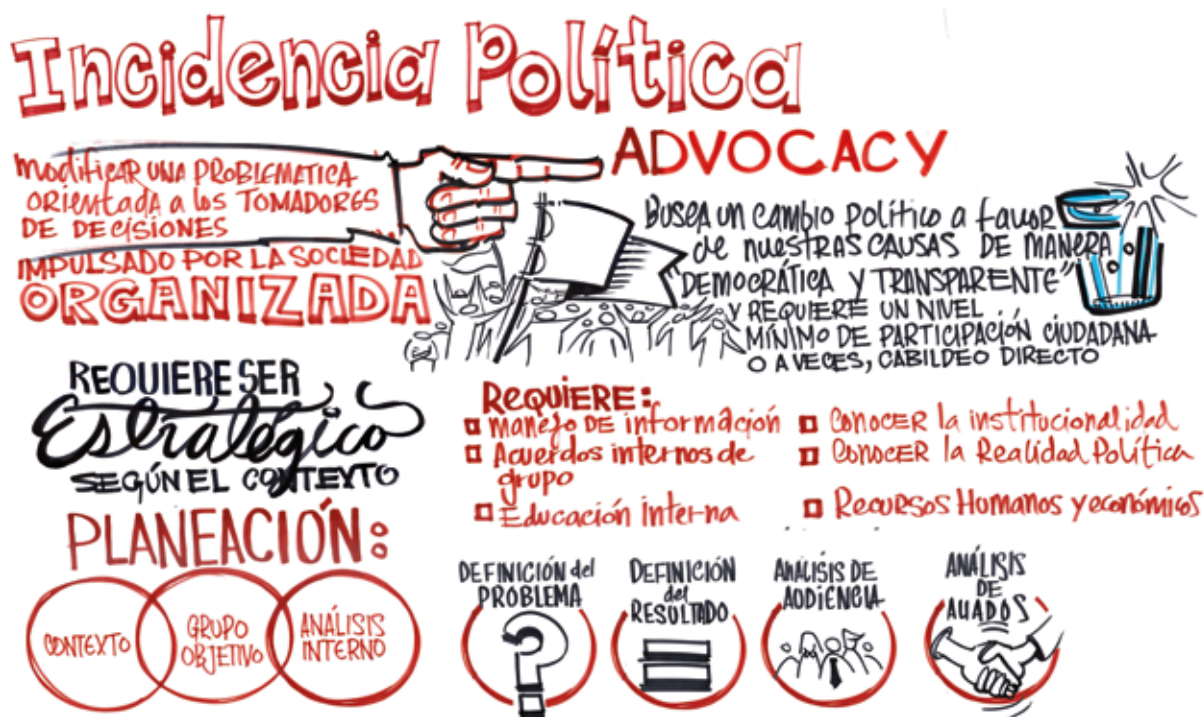 Incidencia Política
ADVOCACY
Modificar UNA PROBLEMATICA
ORIENTADA a los TOMADORES
DE DECISIONES
IMPULSADO POR LA SOCIEDAD
ORGANIZADA
BUSCA UN CAMBIO POLÍTICO a favor
de nuestras CAUSAS DE MANERA
"DEMOCRÁTICA Y TRANSPARENTE"
Y REQUIERE UN NIVEL
MÍNIMO DE PARTICIPACIÓN CIUDADANA
O A VECES, CABILDEO DIRECTO
REQUIERE SER
Estratégico
SEGÚN EL CONTEXTO
REQUIERE:
manejo DE información
Acuerdos internos de
grupo
Educación Interna
Conocer la institucionalidad
Conocer la Realidad Política
Recursos Humanos y económicos
PLANEACIÓN:
CONTEXTO
GRUPO
OBJETIVO
ANÁLISIS
INTERNO
DEFINICIÓN del
PROBLEMA
DEFINICIÓN
del
RESULTADO
ANÁLISIS DE
AUDIENCIA
ANÁLISIS
DE
ALIADOS